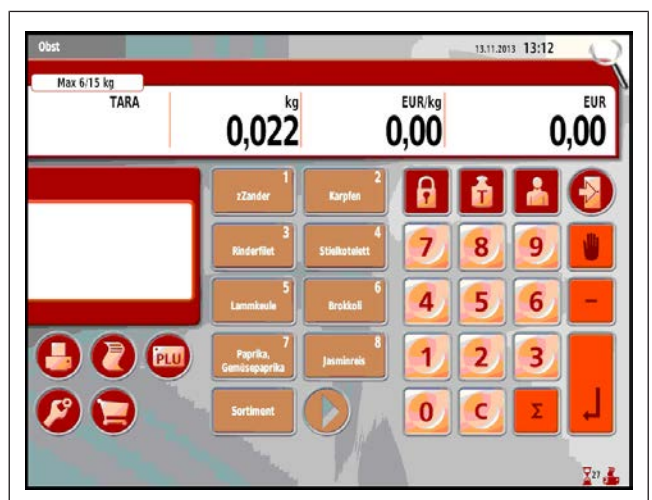 Obst
13.11.2013 13:12
Max 6/15 kg
TARA kg EUR/kg EUR
0,022 0,00 0,00
1 2
zZander Karpfen
T
3 4
Rinderfilet Stielkotelett
7 8 9
5 6
Lammkeule Brokkoli
4 5 6 -
PLU
7 8
Paprika,
Gemüsepaprika
Jasminreis
1 2 3
Sortiment
0 C Σ
27